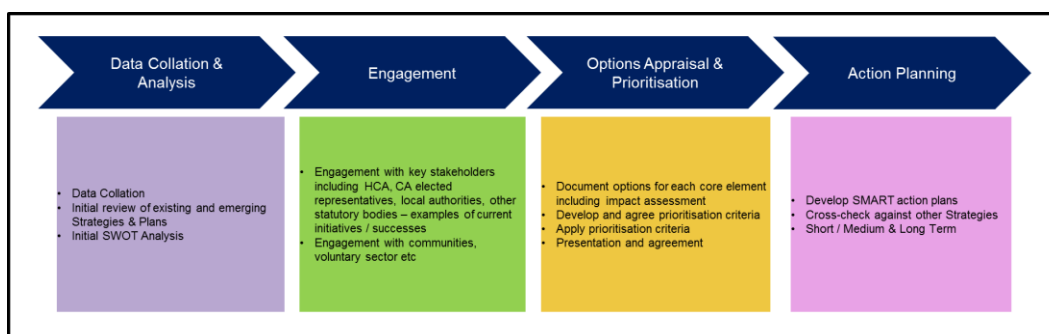 Data Collation &
Analysis
Engagement
Options Appraisal &
Prioritisation
Action Planning
• Data Collation
• Initial review of existing and emerging
Strategies & Plans
• Initial SWOT Analysis
• Engagement with key stakeholders
including HCA, CA elected
representatives, local authorities, other
statutory bodies – examples of current
initiatives / successes
• Engagement with communities,
voluntary sector etc
• Document options for each core element
including impact assessment
• Develop and agree prioritisation criteria
• Apply prioritisation criteria
• Presentation and agreement
• Develop SMART action plans
• Cross-check against other Strategies
• Short / Medium & Long Term